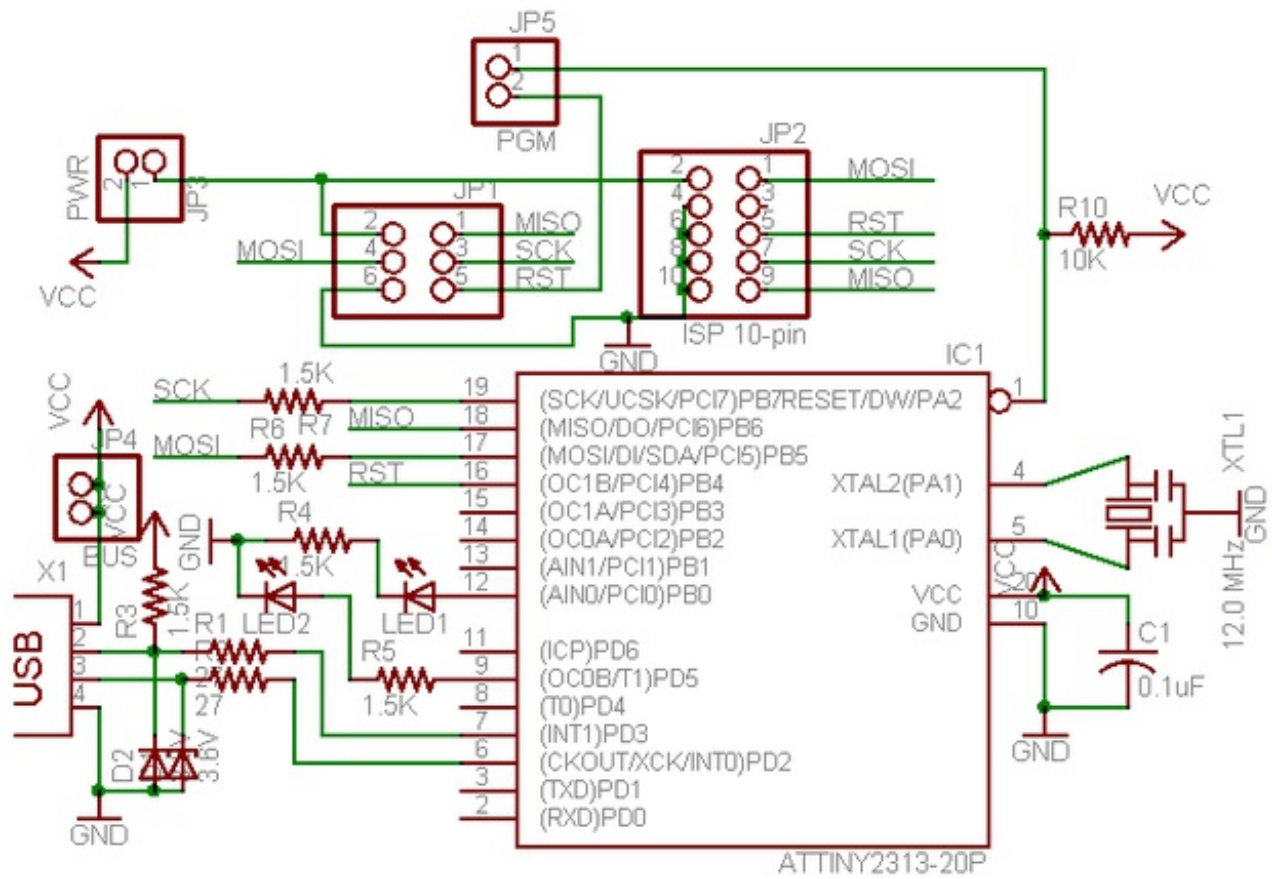 JP5
1
2
PGM
PWR
2
1
JP3
JP1
2
1
4
3
6
5
MISO
MOSI
SCK
RST
JP2
2
1
4
3
6
5
8
7
10
9
MOSI
RST
SCK
MISO
ISP 10-pin
VCC
R10
10K
VCC
GND
IC1
SCK
1.5K
19
(SCK/UCSK/PCI7)PB7
RESET/DW/PA2
1
R6
R7
MISO
18
(MISO/DO/PCI6)PB6
MOSI
1.5K
17
(MOSI/DI/SDA/PCI5)PB5
RST
16
(OC1B/PCI4)PB4
XTAL2(PA1)
4
15
(OC1A/PCI3)PB3
R4
14
(OC0A/PCI2)PB2
XTAL1(PA0)
5
1.5K
13
(AIN1/PCI1)PB1
12
(AIN0/PCI0)PB0
VCC
20
GND
10
VCC
XTL1
12.0 MHz
GND
C1
0.1uF
GND
VCC
JP4
VCC
BUS
GND
LED2
LED1
X1
USB
1
2
3
4
R3
1.5K
R1
27
R5
1.5K
11
(ICP)PD6
9
(OC0B/T1)PD5
8
(T0)PD4
7
(INT1)PD3
6
(CKOUT/XCK/INT0)PD2
3
(TXD)PD1
2
(RXD)PD0
D2
3.6V
GND
ATTINY2313-20P